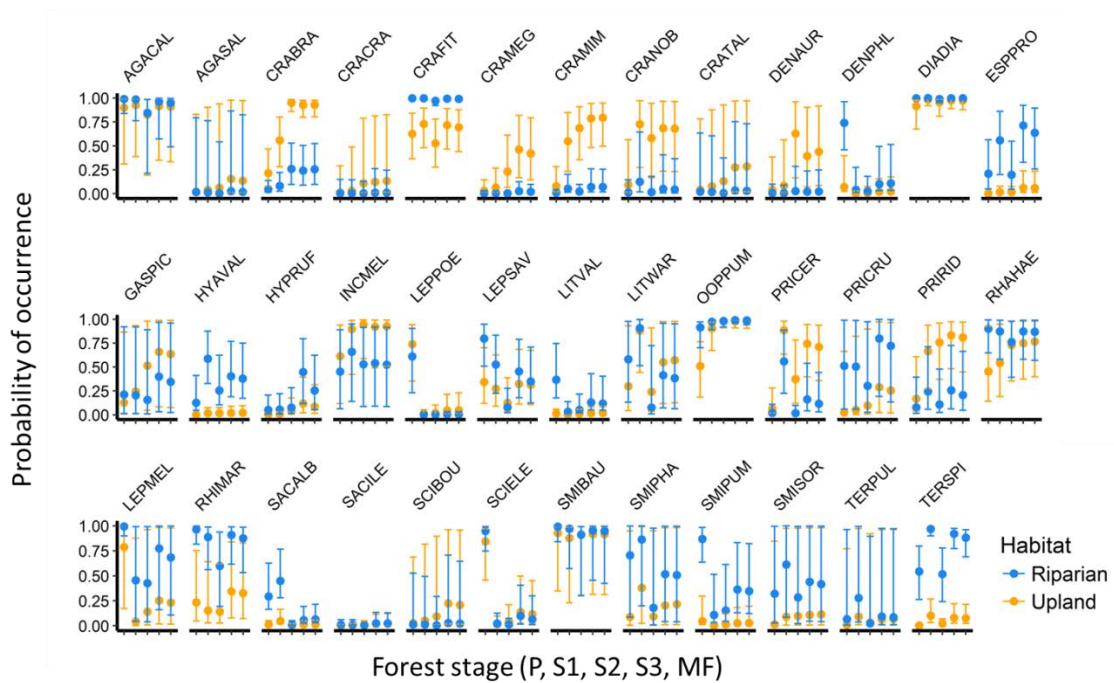 AGACAL AGASAL CRABRA CRACRA CRAFIT CRAMEG CRAMIM CRANOB CRATAL DENAUR DENPHL DIADIA ESPPRO
1.00
0.75
0.50
0.25
0.00
GASPIC HYAVAL HYPRUF INCMEL LEPPOE LEPSAV LITVAL LITWAR OOPPUM PRICER PRICRU PRIRID RHAHAE
1.00
0.75
0.50
0.25
0.00
Probability of occurrence
LEPMEL RHIMAR SACALB SACILE SCIBOU SCIELE SMIBAU SMIPHA SMIPUM SMISOR TERPUL TERSPI
1.00
0.75
0.50
0.25
0.00
Habitat
Riparian
Upland
Forest stage (P, S1, S2, S3, MF)